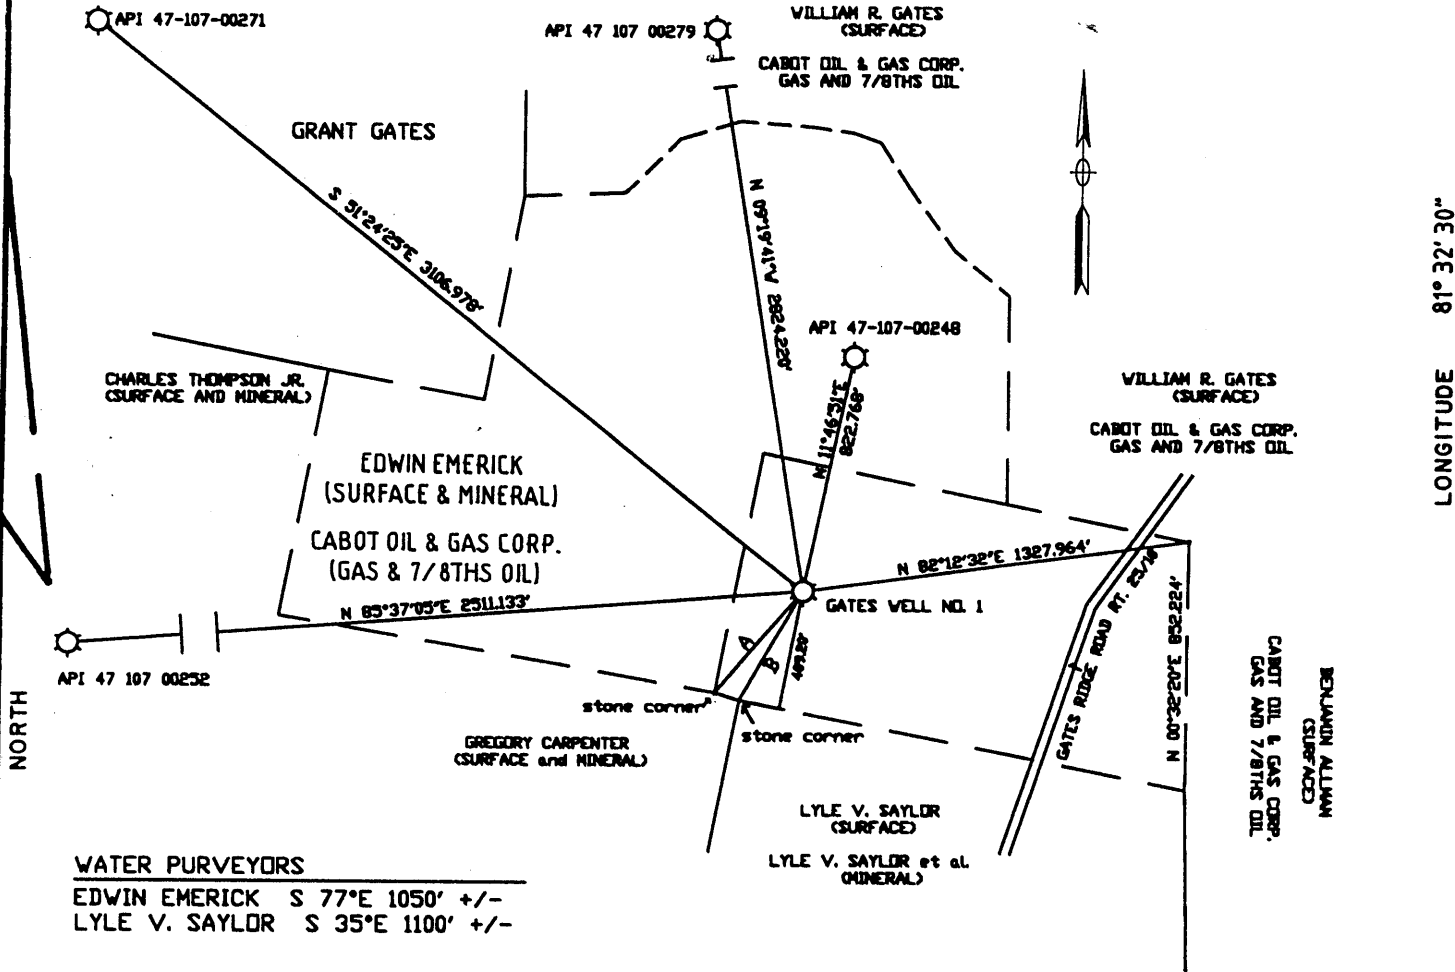 API 47-107-00271
API 47 107 00279
WILLIAM R. GATES
(SURFACE)
CABOT OIL & GAS CORP.
GAS AND 7/8THS OIL
GRANT GATES
S 51°24'25"E 3106.978'
N 09°19'41"W 2824.220'
LONGITUDE 81° 32' 30"
API 47-107-00248
N 11°46'31"E
822.768'
CHARLES THOMPSON JR.
(SURFACE AND MINERAL)
WILLIAM R. GATES
(SURFACE)
CABOT OIL & GAS CORP.
GAS AND 7/8THS OIL
EDWIN EMERICK
(SURFACE & MINERAL)
CABOT OIL & GAS CORP.
(GAS & 7/8THS OIL)
N 82°12'32"E 1327.964'
N 85°37'05"E 2511.133'
GATES WELL NO. 1
API 47 107 00252
A
B
GATES RIDGE ROAD RT.
N 00°32'20"E 852.224'
stone corner
stone corner
BENJAMIN ALLMAN
(SURFACE)
CABOT OIL & GAS CORP.
GAS AND 7/8THS OIL
NORTH
GREGORY CARPENTER
(SURFACE and MINERAL)
LYLE V. SAYLOR
(SURFACE)
LYLE V. SAYLOR et al.
(MINERAL)
WATER PURVEYORS
EDWIN EMERICK S 77°E 1050' +/-
LYLE V. SAYLOR S 35°E 1100' +/-